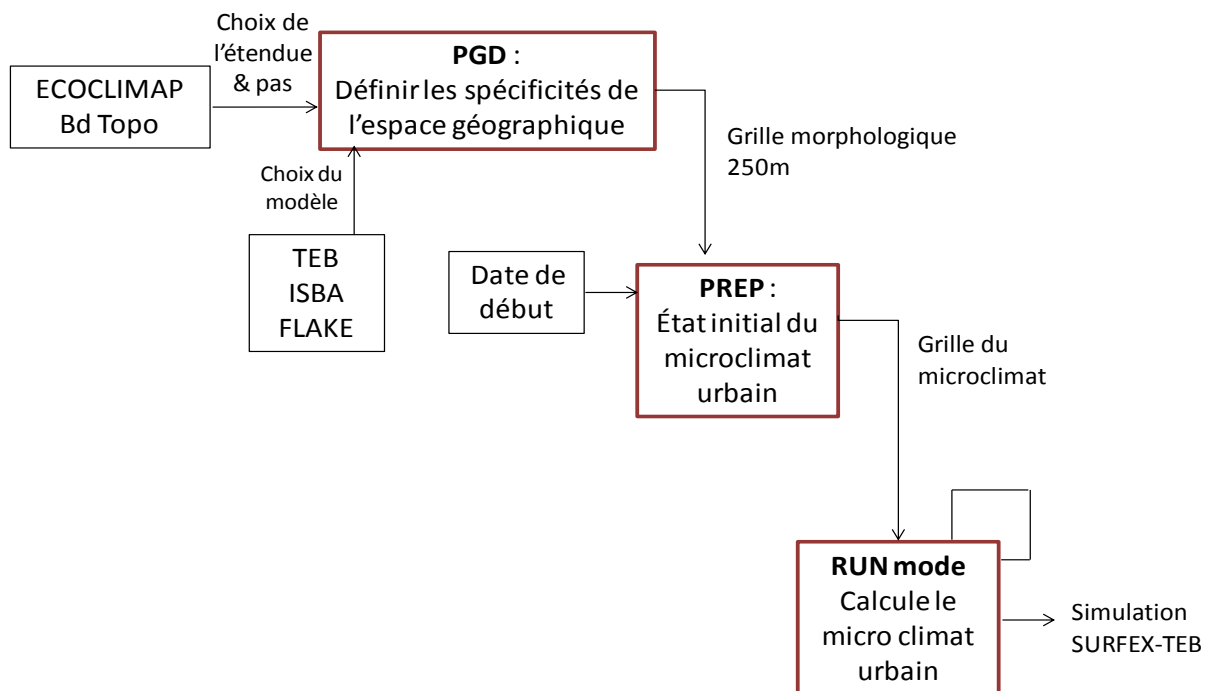 Choix de
l'étendue
& pas
ECOCLIMAP
Bd Topo
PGD :
Définir les spécificités de
l'espace géographique
Choix du
modèle
TEB
ISBA
FLAKE
Grille morphologique
250m
Date de
début
PREP :
État initial du
microclimat
urbain
Grille du
microclimat
RUN mode
Calcule le
micro climat
urbain
Simulation
SURFEX-TEB